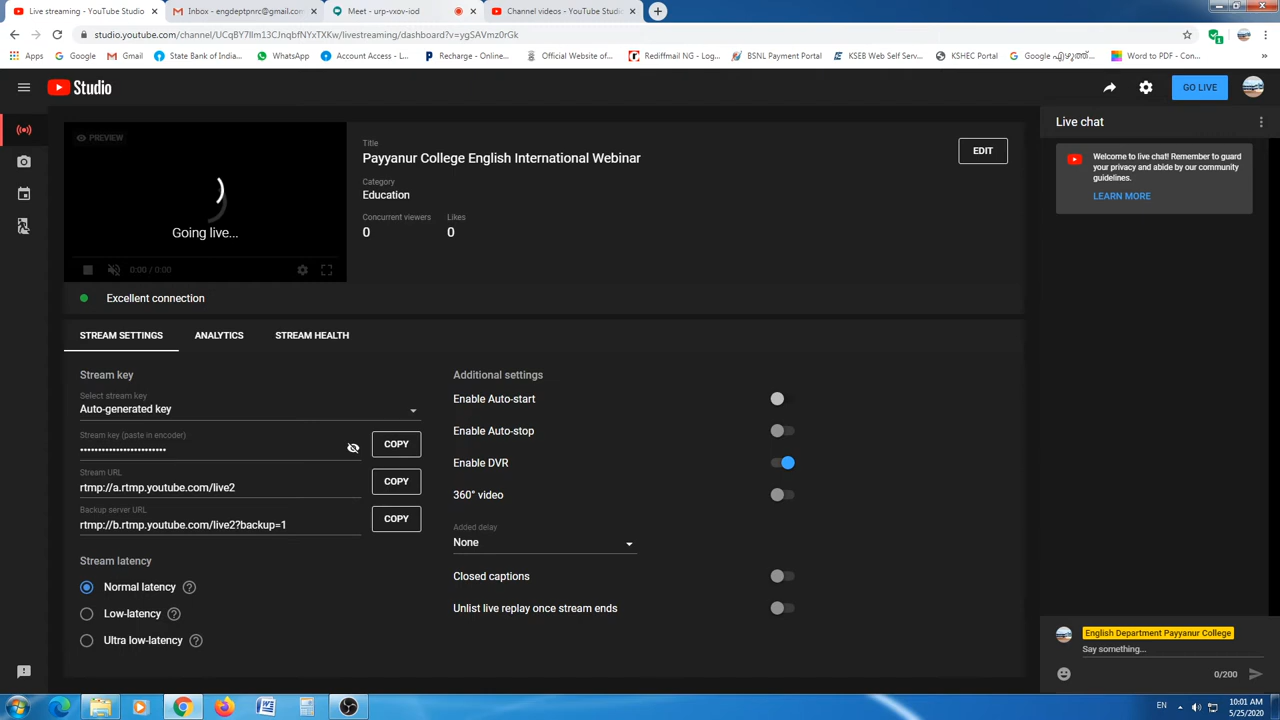 Live streaming - YouTube Studio
Inbox - engdeptpnrc@gmail.com
Meet - urp-vxov-iod
Channel videos - YouTube Studio
studio.youtube.com/channel/UCqBY7Ilm13CJnqbCfNYxTXKw/livestreaming/dashboard?v=ygSAVmz0rGk
Apps Google Gmail State Bank of India... WhatsApp Account Access - L... Recharge - Online P... Official Website of... Rediffmail NG - Log... BSNL Payment Portal KSEB Web Self Serv... KSHEC Portal Google എഴുത്ത്... Word to PDF - Con... »
Studio
GO LIVE
PREVIEW
Going live...
0:00 / 0:00
Title
Payyanur College English International Webinar
EDIT
Category
Education
Concurrent viewers Likes
0 0
Excellent connection
STREAM SETTINGS ANALYTICS STREAM HEALTH
Stream key
Select stream key
Auto-generated key
Stream key (paste in encoder)
•••••••••••••••••••••••• COPY
Stream URL
rtmp://a.rtmp.youtube.com/live2 COPY
Backup server URL
rtmp://b.rtmp.youtube.com/live2?backup=1 COPY
Stream latency
Normal latency
Low-latency
Ultra low-latency
Additional settings
Enable Auto-start
Enable Auto-stop
Enable DVR
360° video
Added delay
None
Closed captions
Unlist live replay once stream ends
Live chat
Welcome to live chat! Remember to guard
your privacy and abide by our community
guidelines.
LEARN MORE
English Department Payyanur College
Say something...
0/200
EN
10:01 AM
5/25/2020